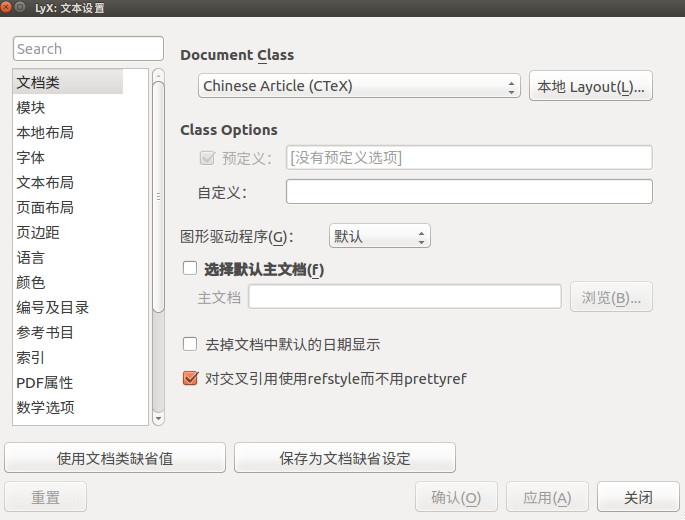 LyX: 文本设置
Search
文档类
模块
本地布局
字体
文本布局
页面布局
页边距
语言
颜色
编号及目录
参考书目
索引
PDF属性
数学选项
Document Class
Chinese Article (CTeX)
本地 Layout(L)...
Class Options
预定义：
[没有预定义选项]
自定义：
图形驱动程序(G)：
默认
选择默认主文档(f)
主文档
浏览(B)...
去掉文档中默认的日期显示
对交叉引用使用refstyle而不用prettyref
使用文档类缺省值
保存为文档缺省设定
重置
确认(O)
应用(A)
关闭